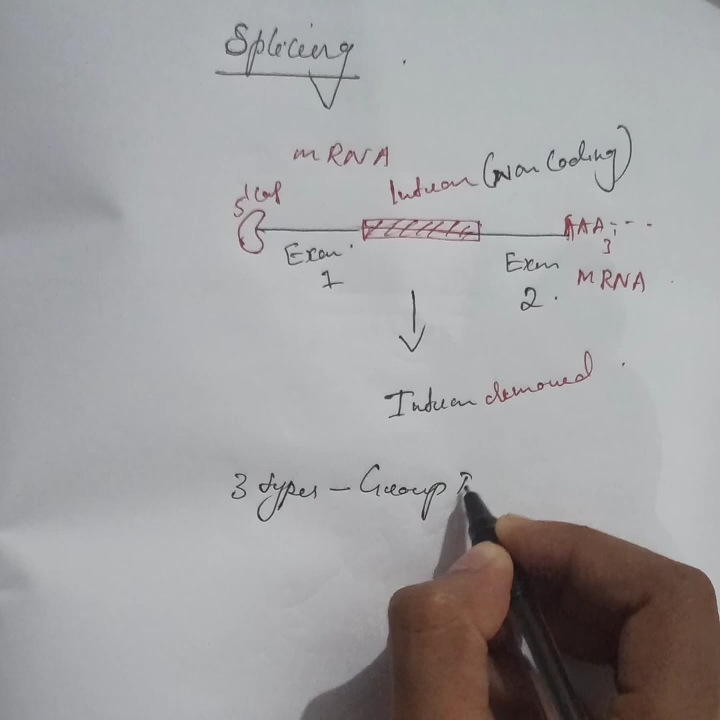 Splicing
mRNA
Intron (Non Coding)
5' Cap
AAA
3
Exon
1
Exon
2.
MRNA
Intron removed
3 types - Group